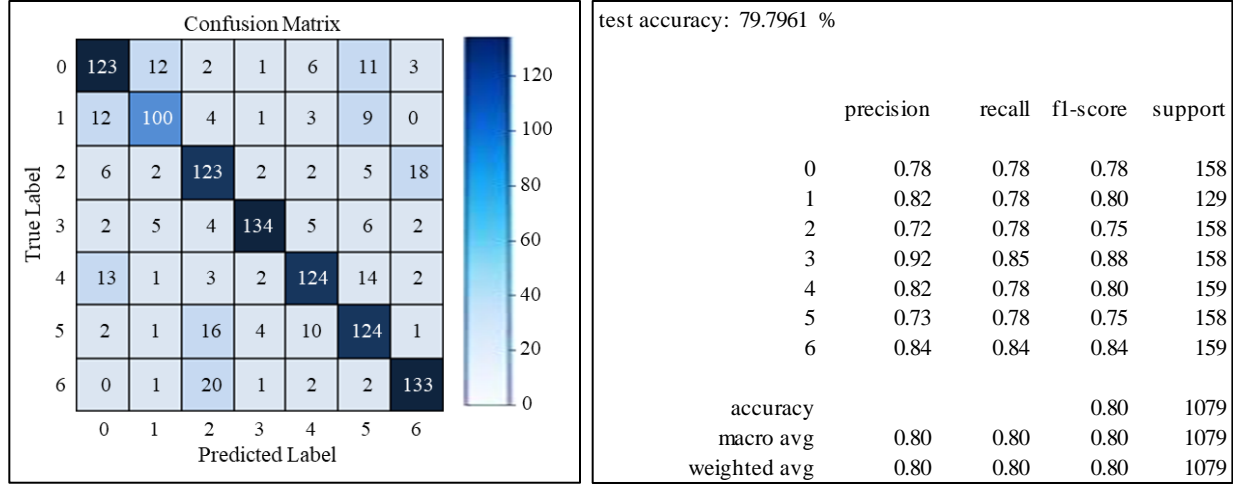 Confusion Matrix
0 123 12 2 1 6 11 3
1 12 100 4 1 3 9 0
2 6 2 123 2 2 5 18
3 2 5 4 134 5 6 2
4 13 1 3 2 124 14 2
5 2 1 16 4 10 124 1
6 0 1 20 1 2 2 133
0 1 2 3 4 5 6
Predicted Label
True Label
120
100
80
60
40
20
0
test accuracy: 79.7961 %
precision recall f1-score support
0 0.78 0.78 0.78 158
1 0.82 0.78 0.80 129
2 0.72 0.78 0.75 158
3 0.92 0.85 0.88 158
4 0.82 0.78 0.80 159
5 0.73 0.78 0.75 158
6 0.84 0.84 0.84 159
accuracy 0.80 1079
macro avg 0.80 0.80 0.80 1079
weighted avg 0.80 0.80 0.80 1079